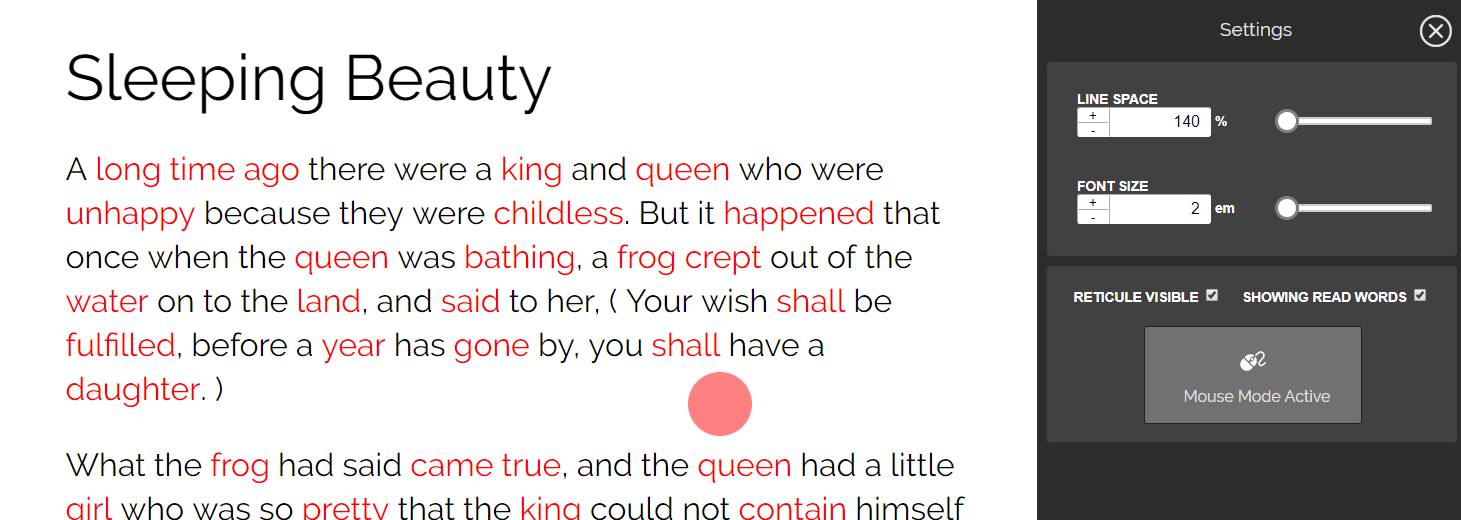 Sleeping Beauty
A long time ago there were a king and queen who were
unhappy because they were childless. But it happened that
once when the queen was bathing, a frog crept out of the
water on to the land, and said to her, ( Your wish shall be
fulfilled, before a year has gone by, you shall have a
daughter. )
What the frog had said came true, and the queen had a little
girl who was so pretty that the king could not contain himself
Settings
LINE SPACE
+
140 %
-
FONT SIZE
+
2 em
-
RETICULE VISIBLE SHOWING READ WORDS
Mouse Mode Active